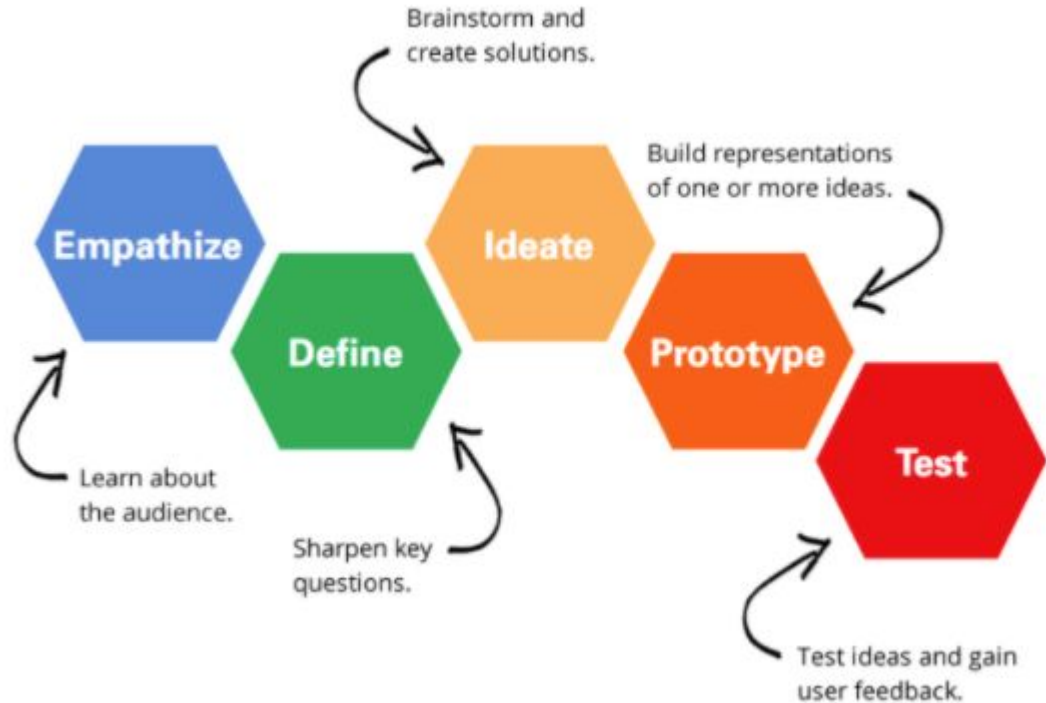 Brainstorm and
create solutions.
Build representations
of one or more ideas.
Empathize
Ideate
Define
Prototype
Test
Learn about
the audience.
Sharpen key
questions.
Test ideas and gain
user feedback.